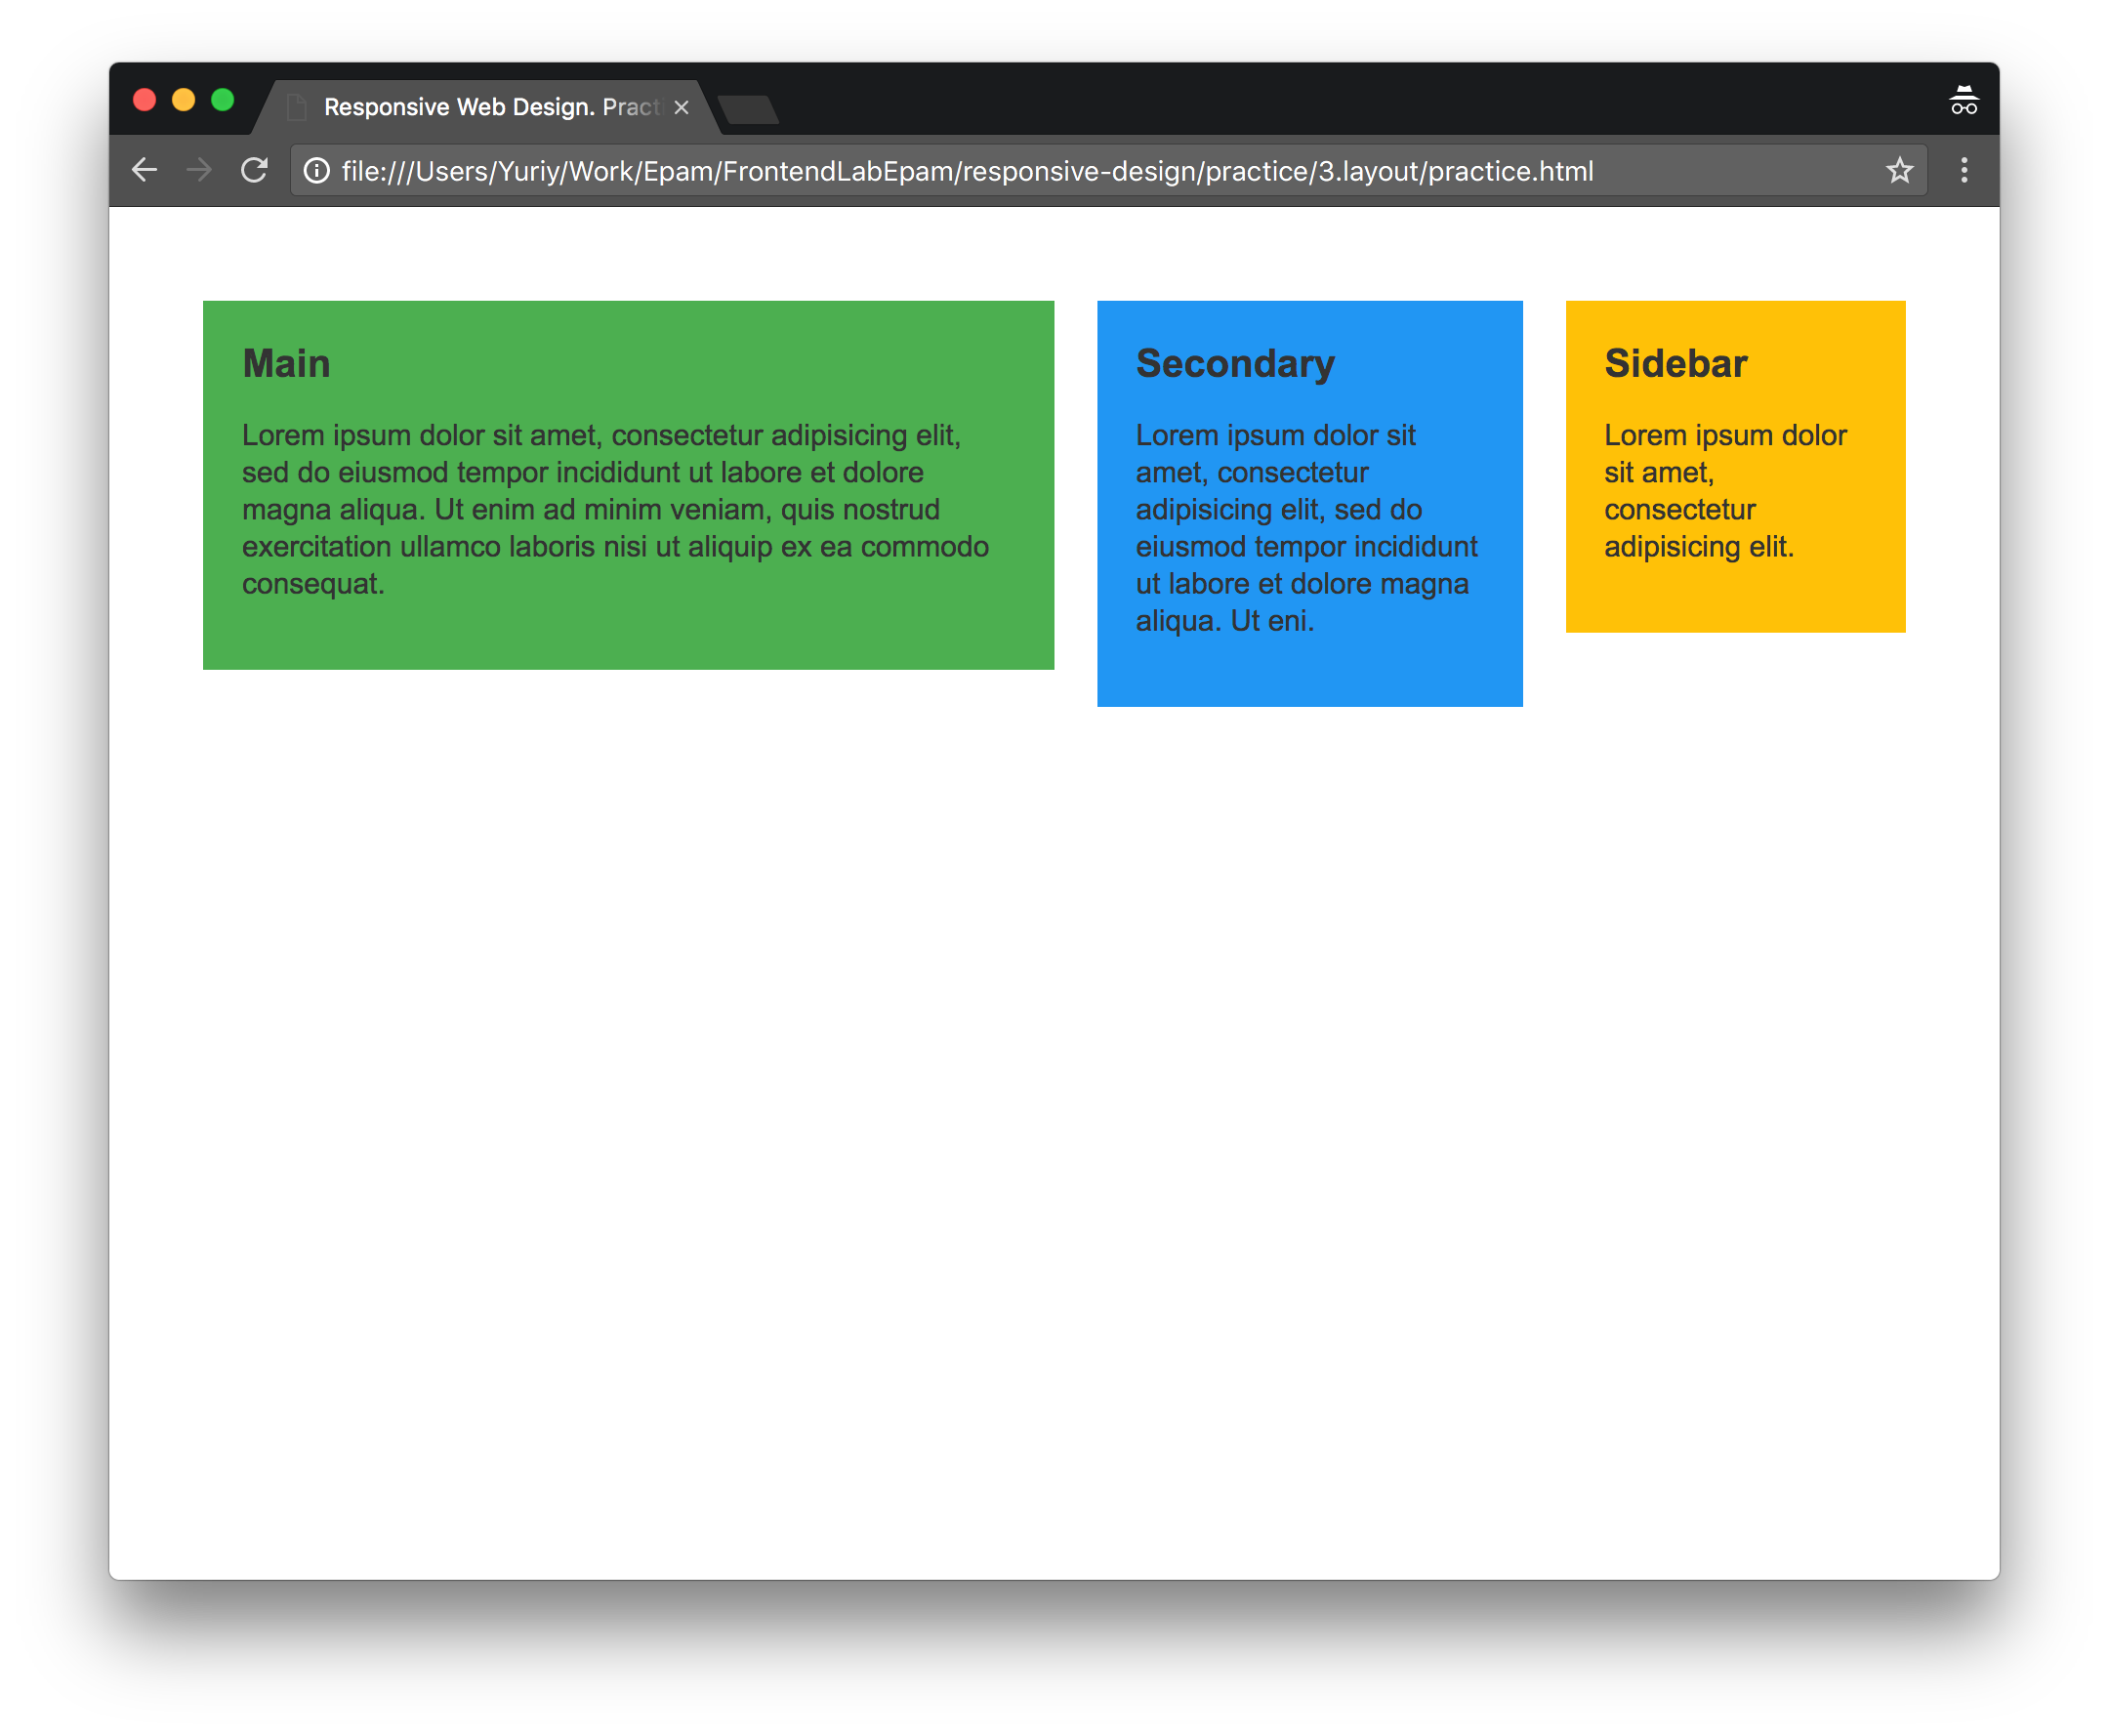 Responsive Web Design. Practi
file:///Users/Yuriy/Work/Epam/FrontendLabEpam/responsive-design/practice/3.layout/practice.html
Main
Lorem ipsum dolor sit amet, consectetur adipisicing elit,
sed do eiusmod tempor incididunt ut labore et dolore
magna aliqua. Ut enim ad minim veniam, quis nostrud
exercitation ullamco laboris nisi ut aliquip ex ea commodo
consequat.
Secondary
Lorem ipsum dolor sit
amet, consectetur
adipisicing elit, sed do
eiusmod tempor incididunt
ut labore et dolore magna
aliqua. Ut eni.
Sidebar
Lorem ipsum dolor
sit amet,
consectetur
adipisicing elit.